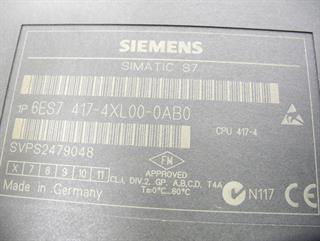 SIEMENS
SIMATIC S7
1P 6ES7 417-4XL00-0AB0
CPU 417-4
SVPS2479048
X 7 8 9 10 11
FM
APPROVED
CL.I, DIV.2, GP. A,B,C,D, T4A
Ta=0°C...60°C
Made in Germany
N117
CE